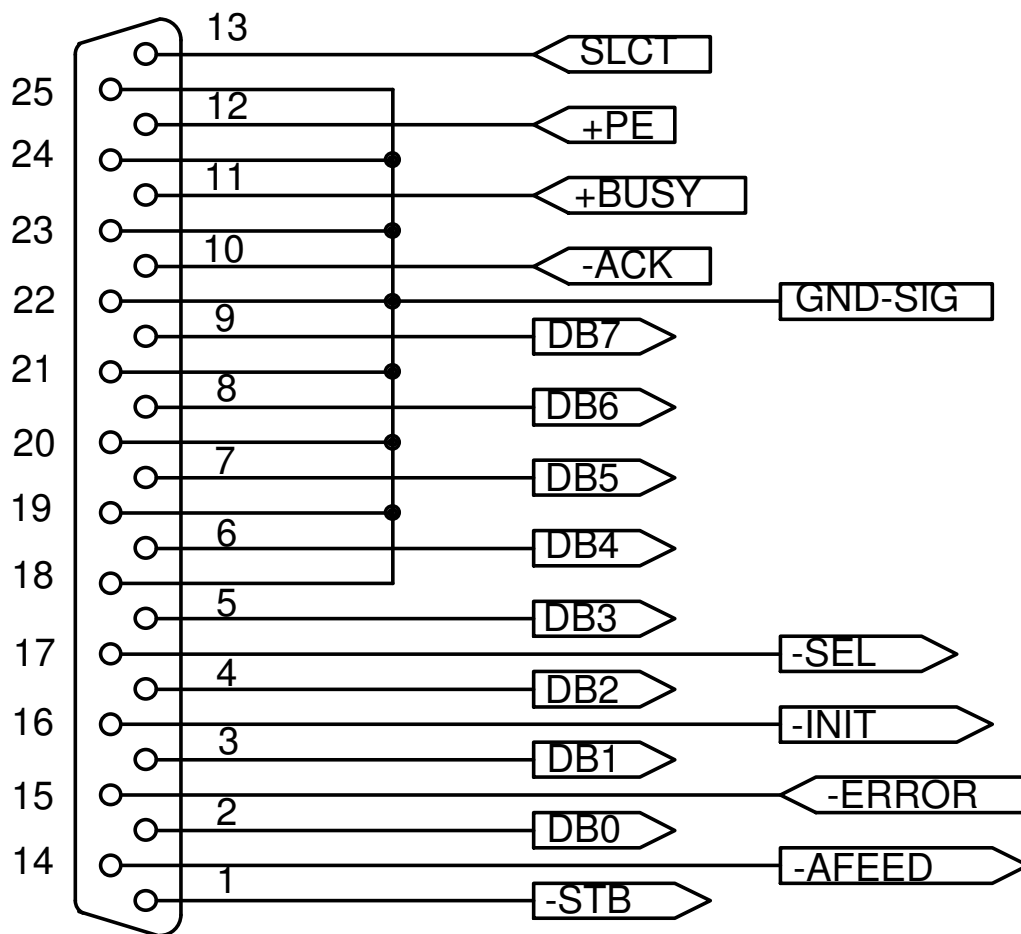 13
SLCT
25
12
+PE
24
11
+BUSY
23
10
-ACK
22
GND-SIG
9
DB7
21
8
DB6
20
7
DB5
19
6
DB4
18
5
DB3
17
-SEL
4
DB2
16
-INIT
3
DB1
15
-ERROR
2
DB0
14
-AFEED
1
-STB